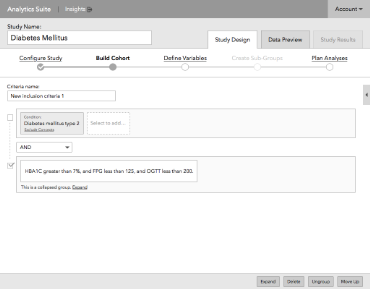 Analytics Suite
Insights
Account
Study Name:
Diabetes Mellitus
Study Design
Data Preview
Study Results
Configure Study
Build Cohort
Define Variables
Create Sub-Groups
Plan Analyses
Criteria name:
New inclusion criteria 1
Condition
Diabetes mellitus type 2
Select to add...
AND
HBA1C greater than 7%, and FPG less than 125, and OGTT less than 200.
This is a collapsed group. Expand
Expand
Delete
Ungroup
Move Up